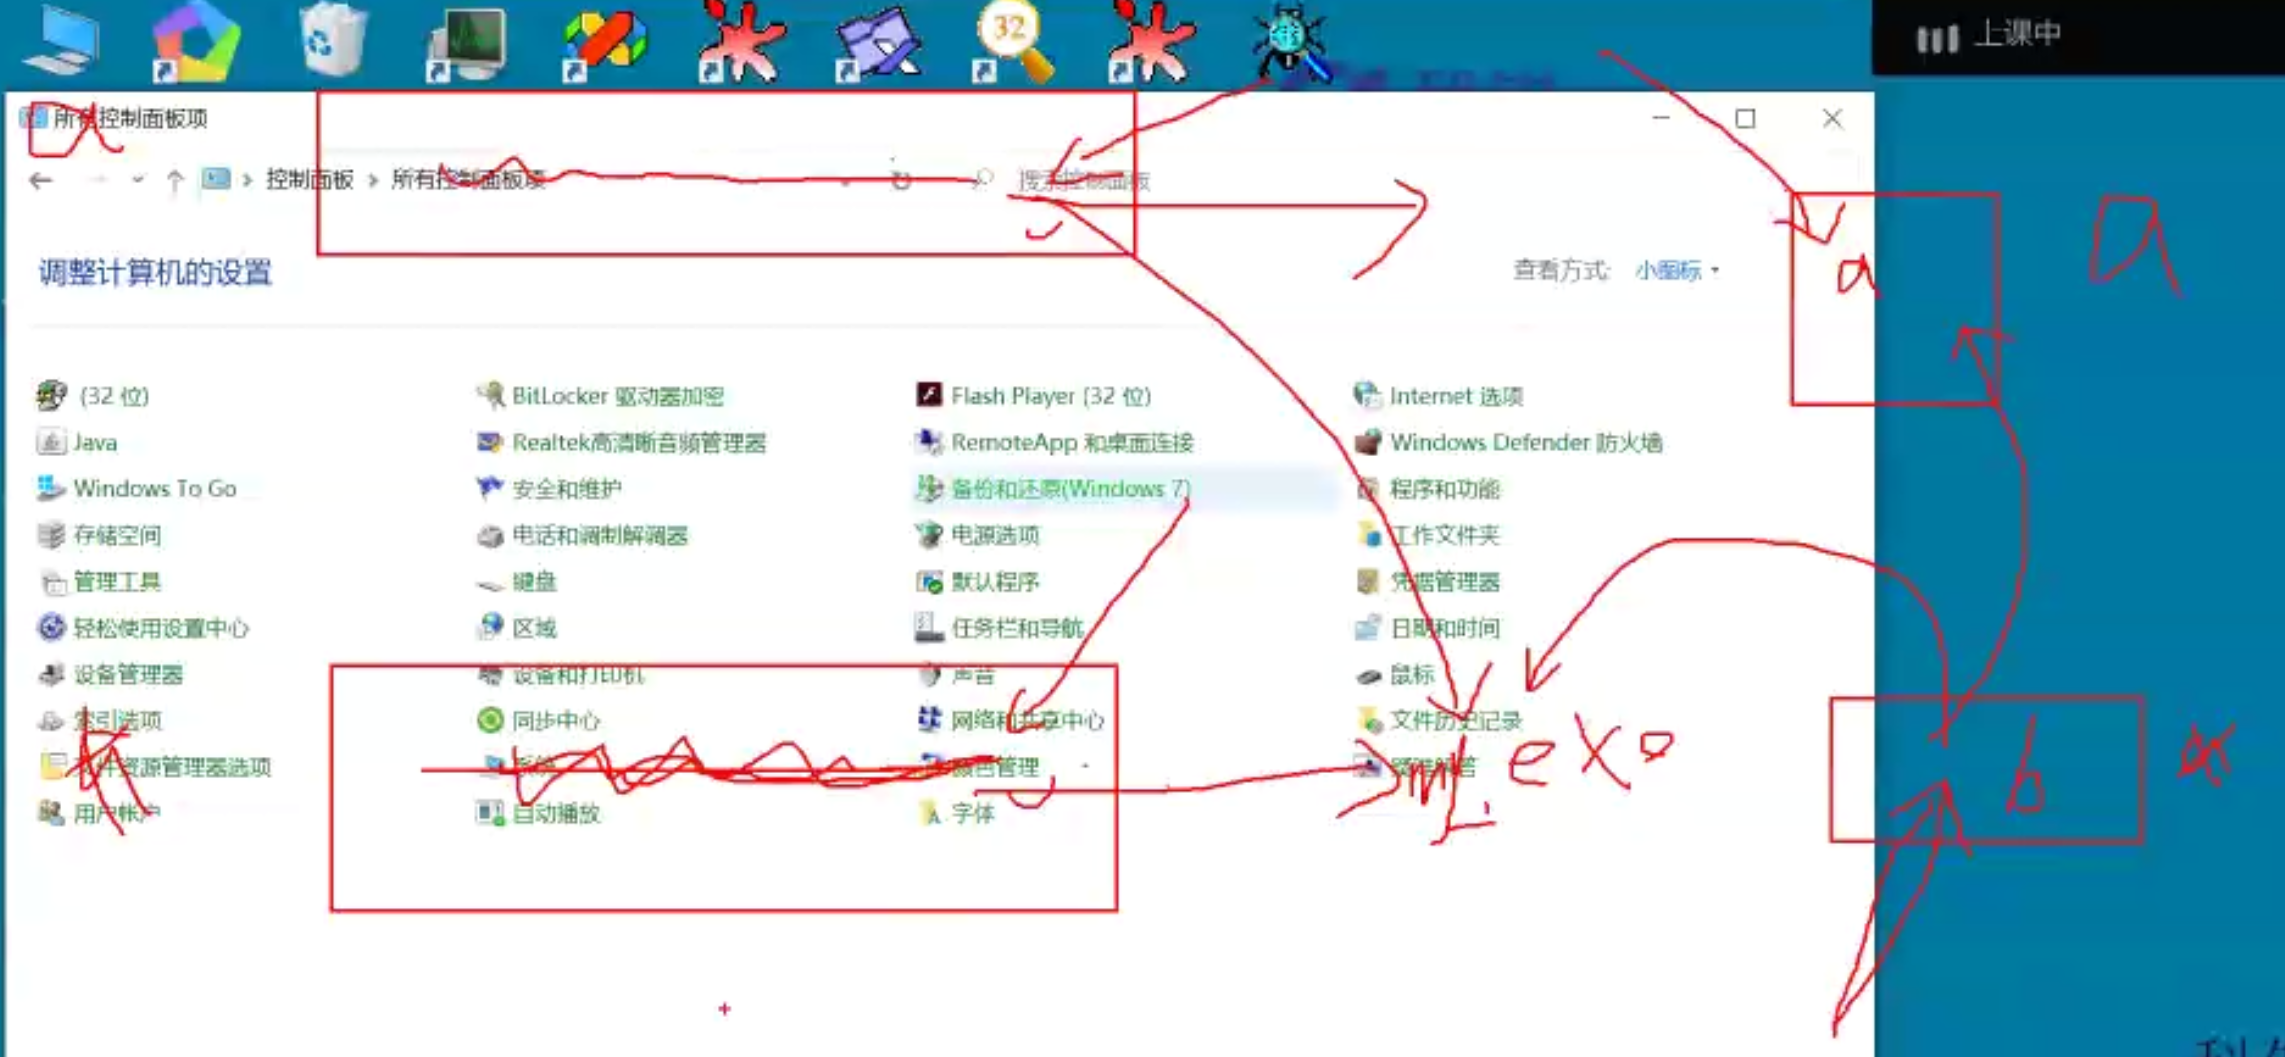 32
上课中
所有控制面板项
a
控制面板 > 所有控制面板项
搜索控制面板
调整计算机的设置
查看方式: 小图标
a
a
(32 位)
BitLocker 驱动器加密
Flash Player (32 位)
Internet 选项
Java
Realtek高清晰音频管理器
RemoteApp 和桌面连接
Windows Defender 防火墙
Windows To Go
安全和维护
备份和还原(Windows 7)
程序和功能
存储空间
电话和调制解调器
电源选项
工作文件夹
管理工具
键盘
默认程序
凭据管理器
轻松使用设置中心
区域
任务栏和导航
日期和时间
设备管理器
设备和打印机
声音
鼠标
索引选项
同步中心
网络和共享中心
文件历史记录
文件资源管理器选项
系统
颜色管理
疑难解答
exe
b
用户帐户
自动播放
字体